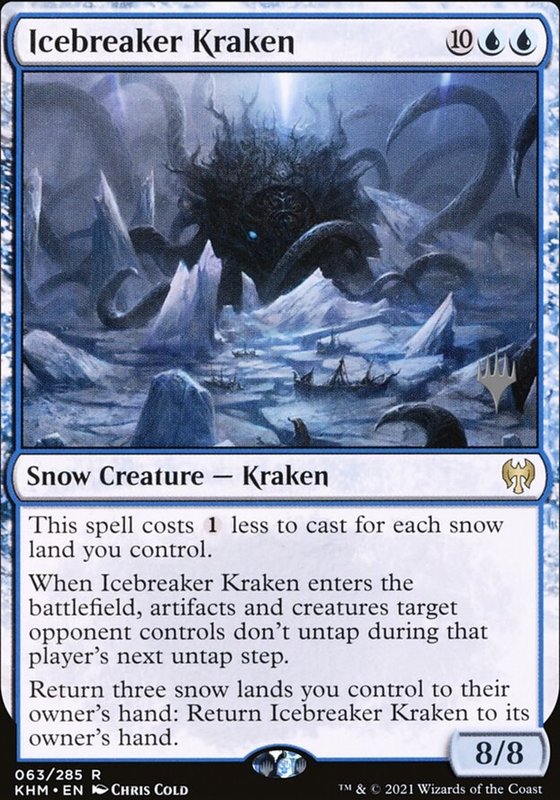 Icebreaker Kraken 10
Snow Creature — Kraken
This spell costs 1 less to cast for each snow
land you control.
When Icebreaker Kraken enters the
battlefield, artifacts and creatures target
opponent controls don't untap during that
player's next untap step.
Return three snow lands you control to their
owner's hand: Return Icebreaker Kraken to its
owner's hand.
8/8
063/285 R
KHM • EN Chris Cold
™ & © 2021 Wizards of the Coast